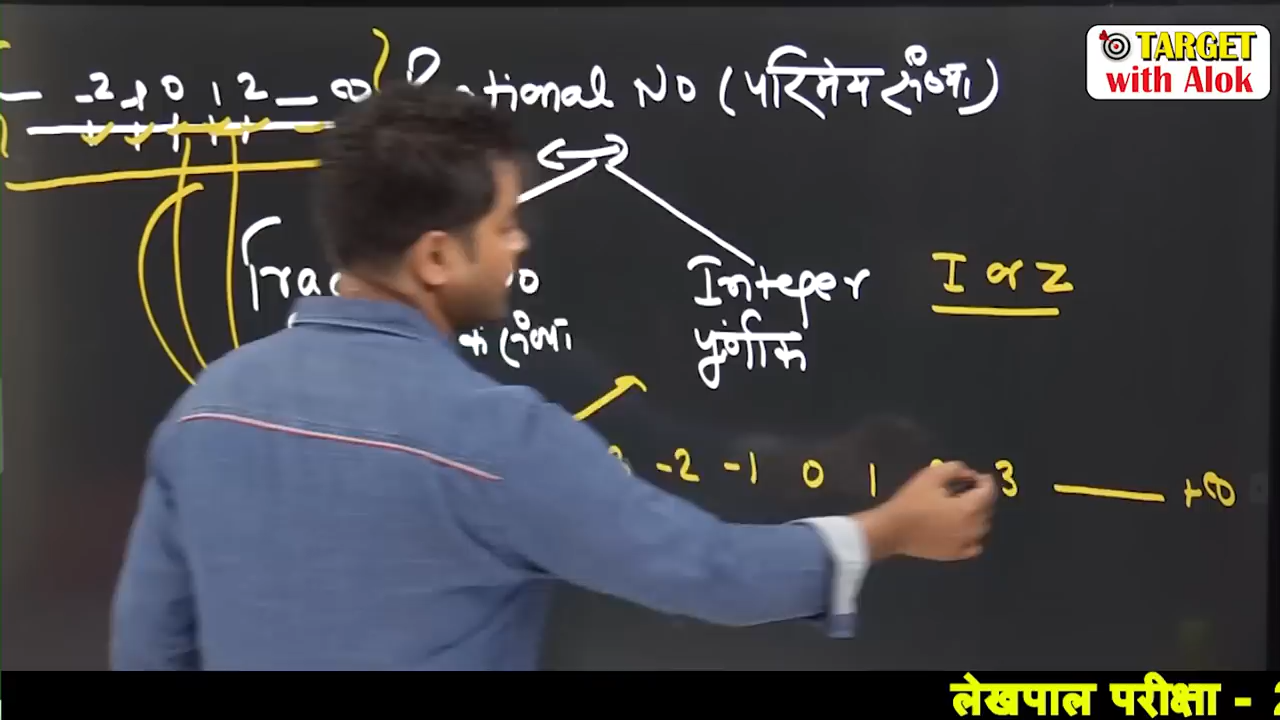 TARGET
with Alok
-2 -1 0 1 2 — ∞
No (परिमेय संख्या)
Integer I or Z
पूर्णांक
-2 -1 0 1 3 — +∞
लेखपाल परीक्षा -